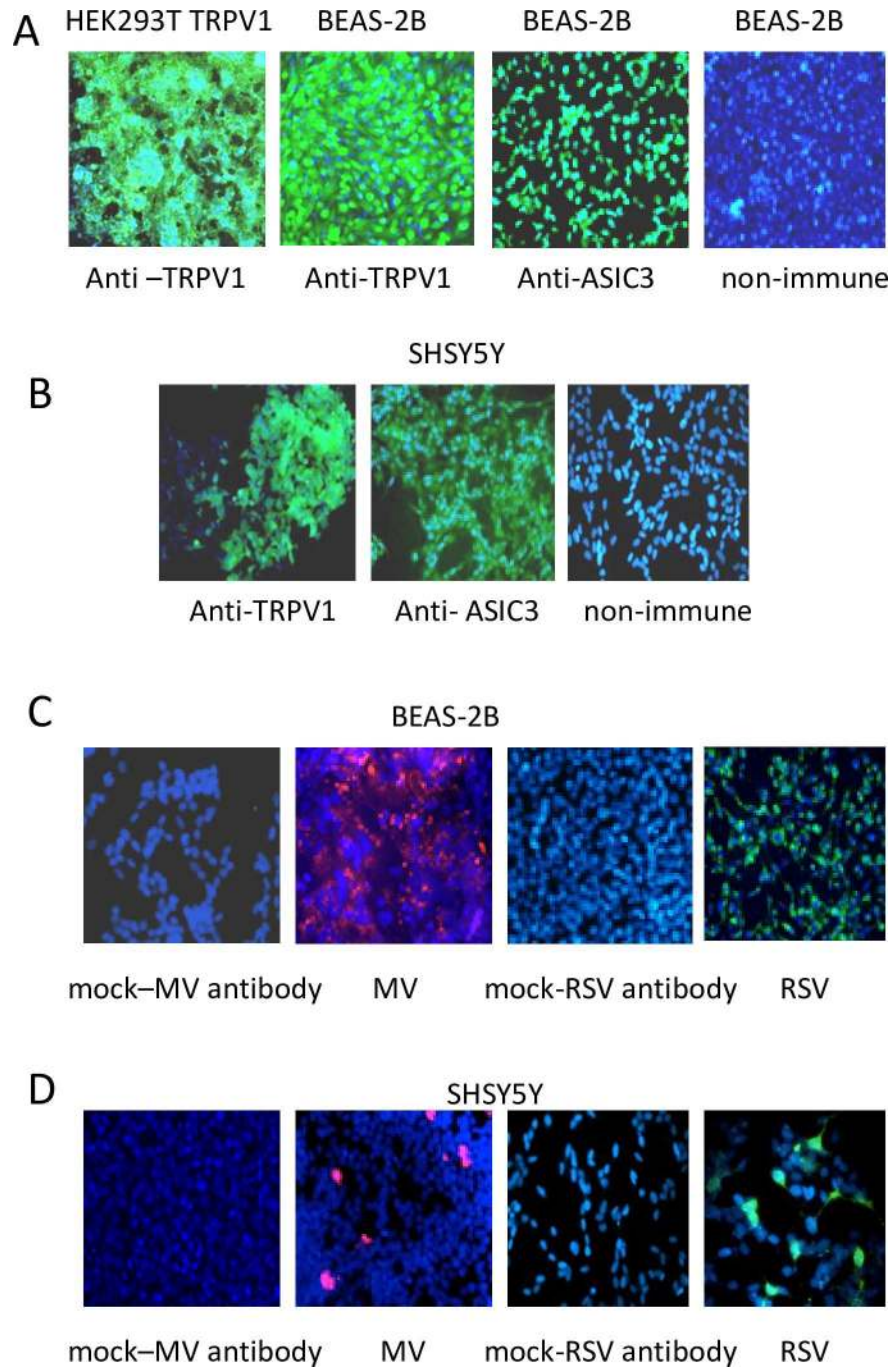 A
HEK293T TRPV1 BEAS-2B BEAS-2B BEAS-2B
Anti –TRPV1 Anti-TRPV1 Anti-ASIC3 non-immune
SHSY5Y
B
Anti-TRPV1 Anti- ASIC3 non-immune
C
BEAS-2B
mock–MV antibody MV mock-RSV antibody RSV
D
SHSY5Y
mock–MV antibody MV mock-RSV antibody RSV